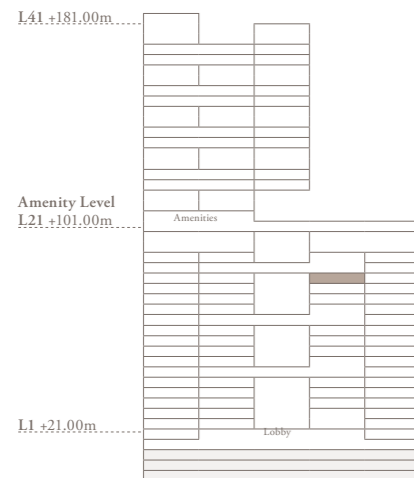 L41 +181.00m
Amenity Level
L21 +101.00m
Amenities
L1 +21.00m
Lobby